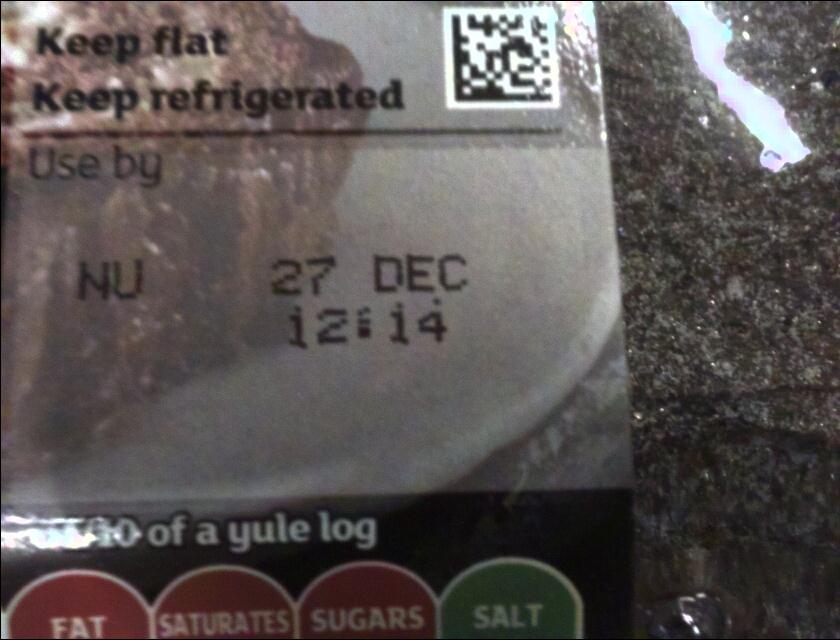 Keep flat
Keep refrigerated
Use by
NU 27 DEC
12:14
of a yule log
FAT SATURATES SUGARS SALT